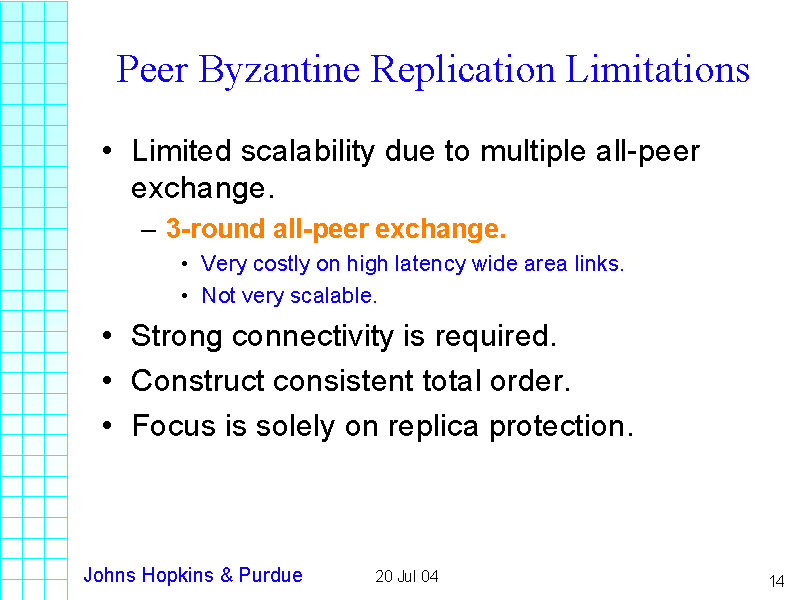 Peer Byzantine Replication Limitations
• Limited scalability due to multiple all-peer
exchange.
– 3-round all-peer exchange.
• Very costly on high latency wide area links.
• Not very scalable.
• Strong connectivity is required.
• Construct consistent total order.
• Focus is solely on replica protection.
Johns Hopkins & Purdue
20 Jul 04
14